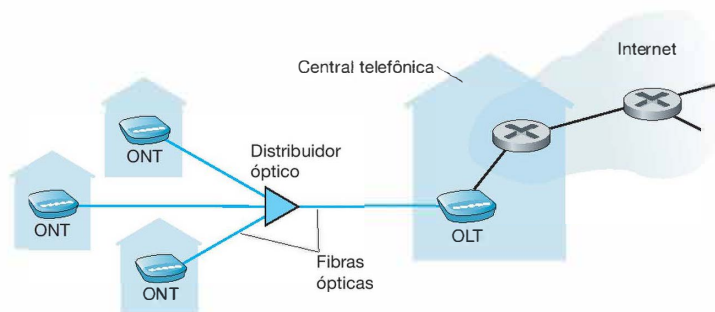 Internet
Central telefônica
ONT
Distribuidor
óptico
ONT
OLT
Fibras
ópticas
ONT